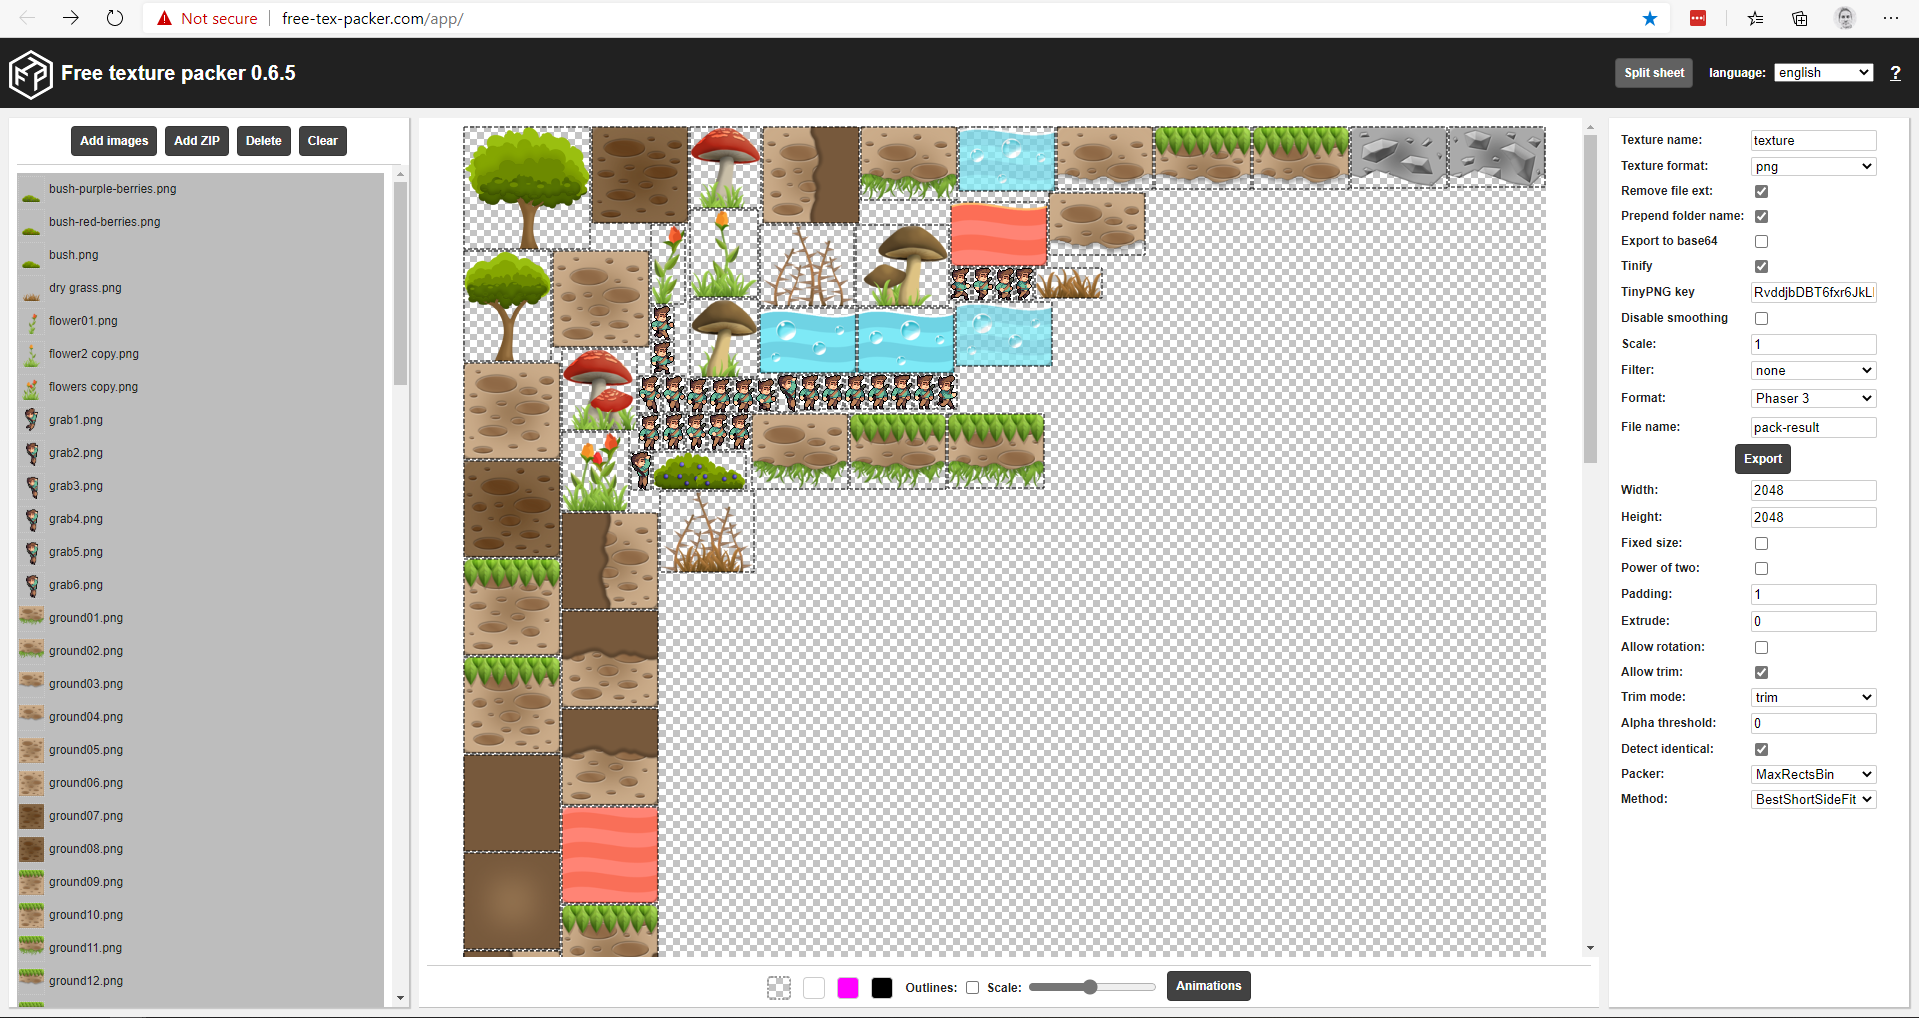 Not secure | free-tex-packer.com/app/
Free texture packer 0.6.5
Split sheet
language: english ?
Add images Add ZIP Delete Clear
bush-purple-berries.png
bush-red-berries.png
bush.png
dry grass.png
flower01.png
flower2 copy.png
flowers copy.png
grab1.png
grab2.png
grab3.png
grab4.png
grab5.png
grab6.png
ground01.png
ground02.png
ground03.png
ground04.png
ground05.png
ground06.png
ground07.png
ground08.png
ground09.png
ground10.png
ground11.png
ground12.png
Outlines: Scale: Animations
Texture name: texture
Texture format: png
Remove file ext:
Prepend folder name:
Export to base64
Tinify
TinyPNG key RvddjbDBT6fxr6JkL
Disable smoothing
Scale: 1
Filter: none
Format: Phaser 3
File name: pack-result
Export
Width: 2048
Height: 2048
Fixed size:
Power of two:
Padding: 1
Extrude: 0
Allow rotation:
Allow trim:
Trim mode: trim
Alpha threshold: 0
Detect identical:
Packer: MaxRectsBin
Method: BestShortSideFit